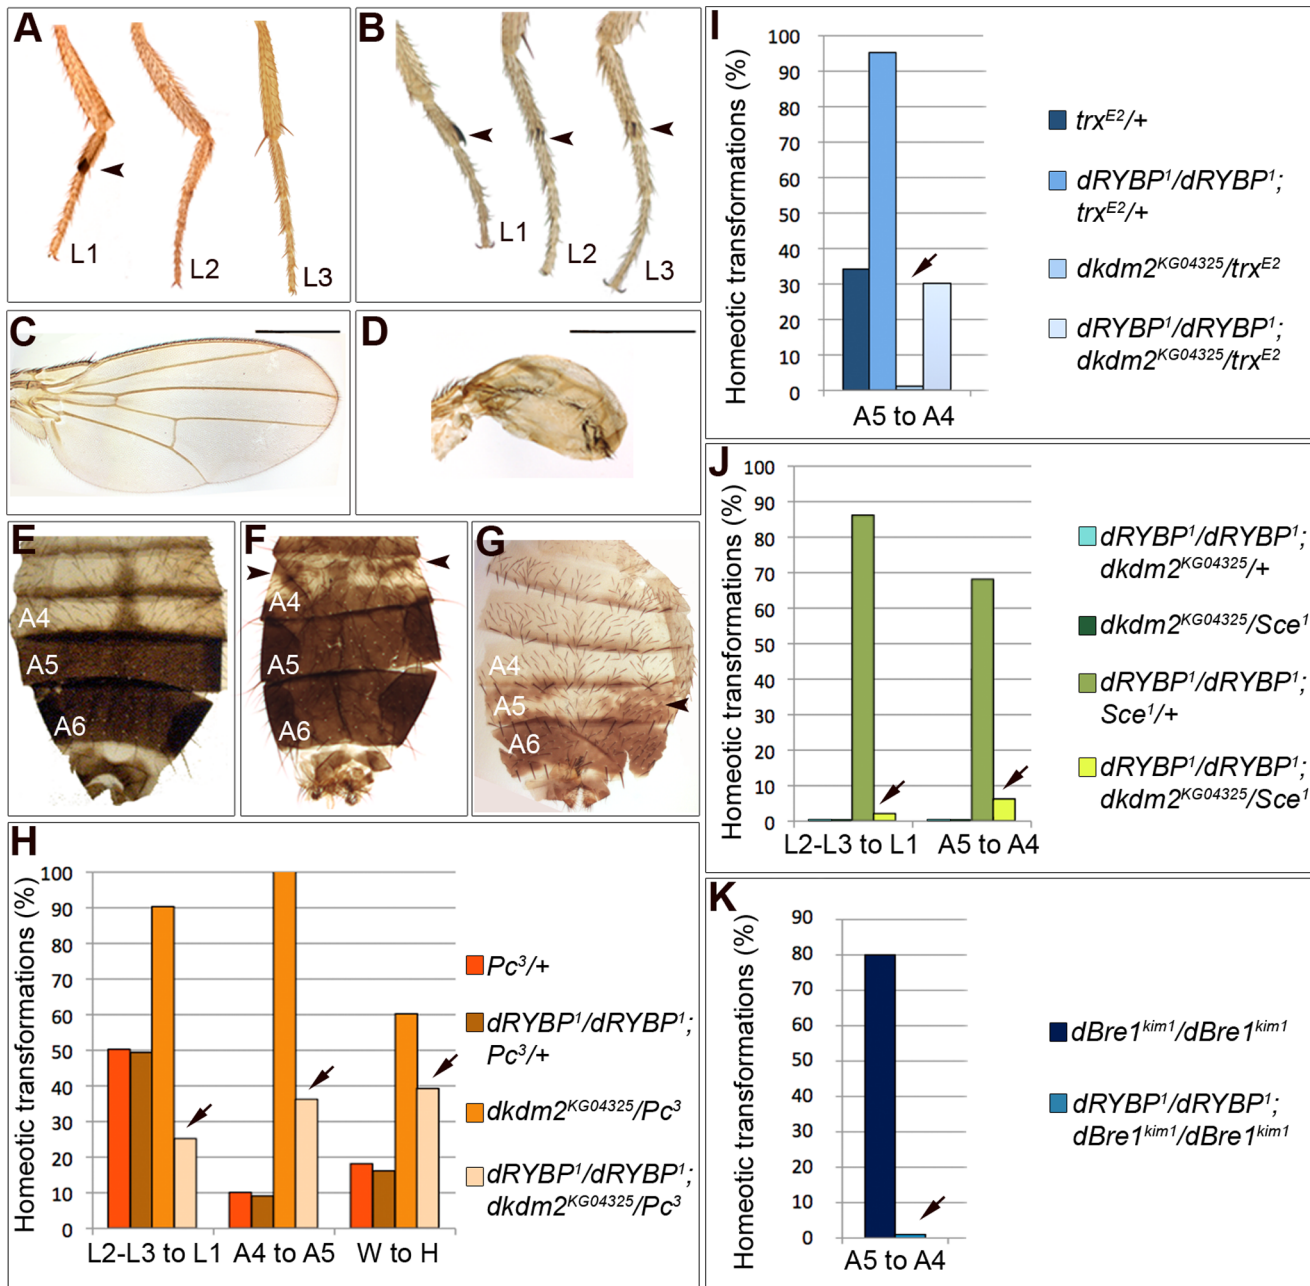 A
L1
L2
L3
B
L1
L2
L3
C
D
E
A4
A5
A6
F
A4
A5
A6
G
A4
A5
A6
H
Homeotic transformations (%)
100
90
80
70
60
50
40
30
20
10
0
L2-L3 to L1
A4 to A5
W to H
Pc³/+
dRYBP¹/dRYBP¹;
Pc³/+
dkdm2ᴷᴳ⁰⁴³²⁵/Pc³
dRYBP¹/dRYBP¹;
dkdm2ᴷᴳ⁰⁴³²⁵/Pc³
I
Homeotic transformations (%)
100
90
80
70
60
50
40
30
20
10
0
A5 to A4
trxᴱ²/+
dRYBP¹/dRYBP¹;
trxᴱ²/+
dkdm2ᴷᴳ⁰⁴³²⁵/trxᴱ²
dRYBP¹/dRYBP¹;
dkdm2ᴷᴳ⁰⁴³²⁵/trxᴱ²
J
Homeotic transformations (%)
100
90
80
70
60
50
40
30
20
10
0
L2-L3 to L1
A5 to A4
dRYBP¹/dRYBP¹;
dkdm2ᴷᴳ⁰⁴³²⁵/+
dkdm2ᴷᴳ⁰⁴³²⁵/Sce¹
dRYBP¹/dRYBP¹;
Sce¹/+
dRYBP¹/dRYBP¹;
dkdm2ᴷᴳ⁰⁴³²⁵/Sce¹
K
Homeotic transformations (%)
90
80
70
60
50
40
30
20
10
0
A5 to A4
dBre1ᵏⁱᵐ¹/dBre1ᵏⁱᵐ¹
dRYBP¹/dRYBP¹;
dBre1ᵏⁱᵐ¹/dBre1ᵏⁱᵐ¹